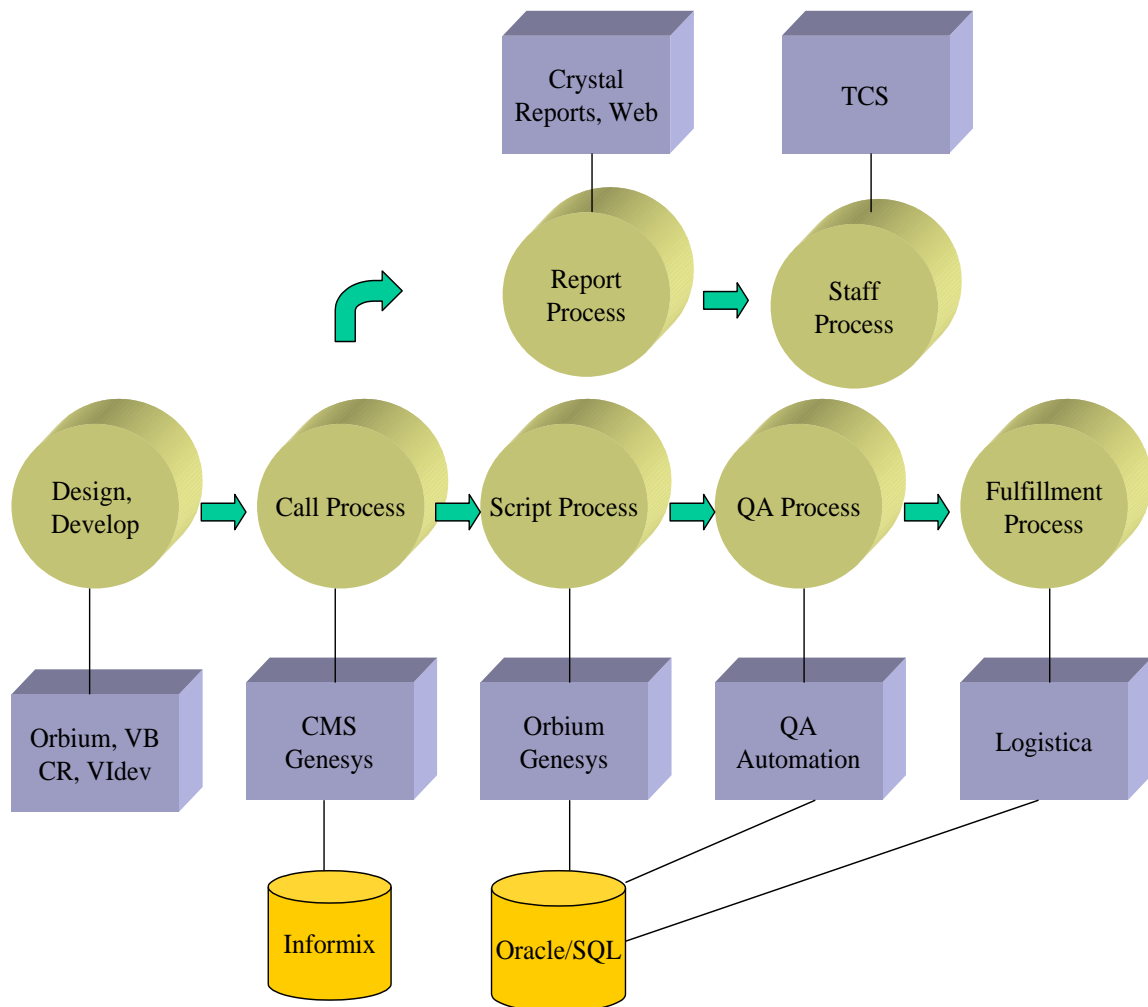 Crystal
Reports, Web
TCS
Report
Process
Staff
Process
Design,
Develop
Call Process
Script Process
QA Process
Fulfillment
Process
Orbium, VB
CR, VIdev
CMS
Genesys
Orbium
Genesys
QA
Automation
Logistica
Informix
Oracle/SQL